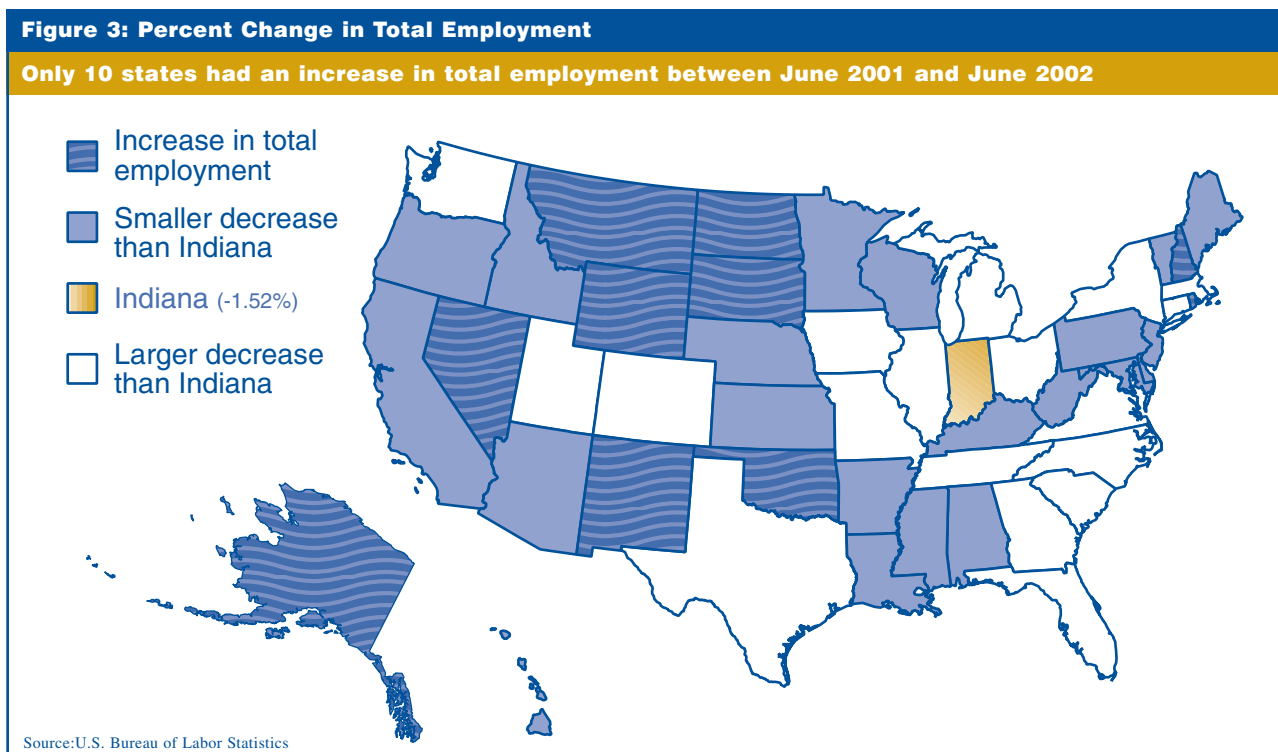 Figure 3: Percent Change in Total Employment
Only 10 states had an increase in total employment between June 2001 and June 2002
Increase in total
employment
Smaller decrease
than Indiana
Indiana (-1.52%)
Larger decrease
than Indiana
Source:U.S. Bureau of Labor Statistics